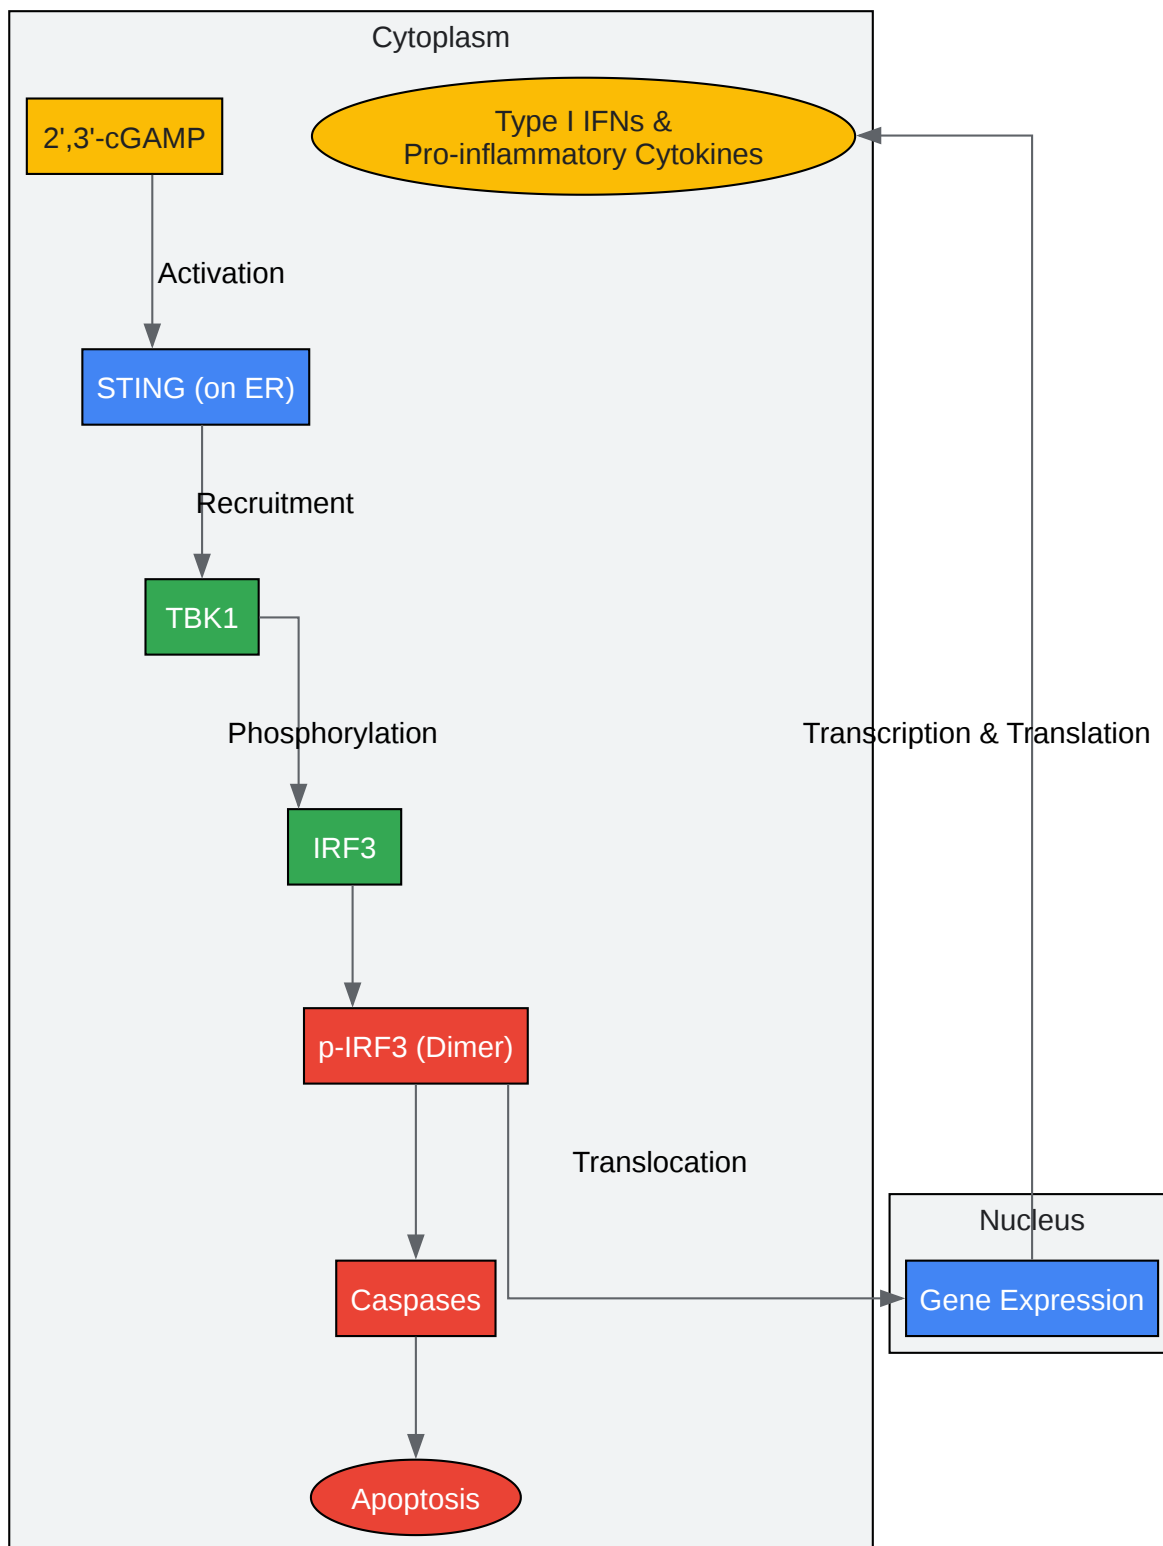 Cytoplasm
2',3'-cGAMP
Type I IFNs &
Pro-inflammatory Cytokines
Activation
STING (on ER)
Recruitment
TBK1
Phosphorylation
Transcription & Translation
IRF3
p-IRF3 (Dimer)
Translocation
Nucleus
Caspases
Gene Expression
Apoptosis